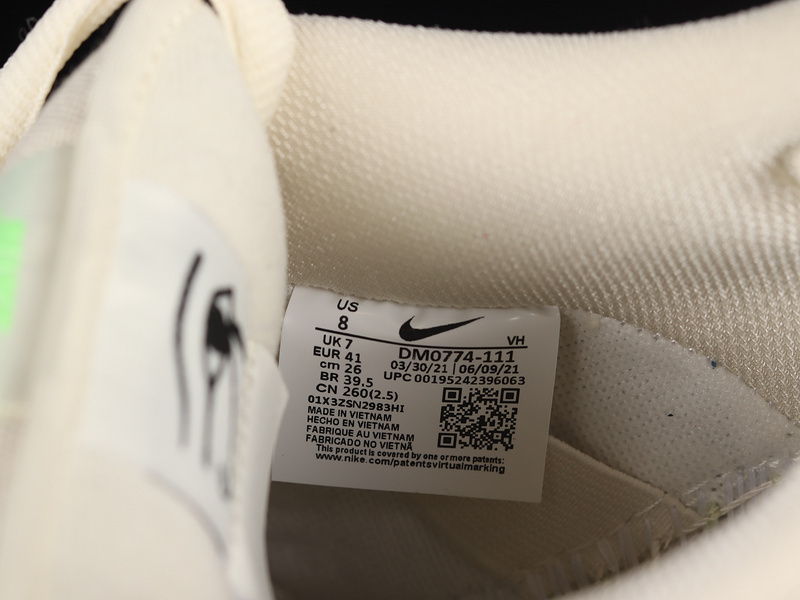 US
8
VH
UK 7
EUR 41
cm 26
BR 39.5
CN 260(2.5)
DM0774-111
03/30/21 | 06/09/21
UPC 00195242396063
01X3ZSN2983HI
MADE IN VIETNAM
HECHO EN VIETNAM
FABRIQUE AU VIETNAM
FABRICADO NO VIETNÃ
This product is covered by one or more patents:
www.nike.com/patentsvirtualmarking